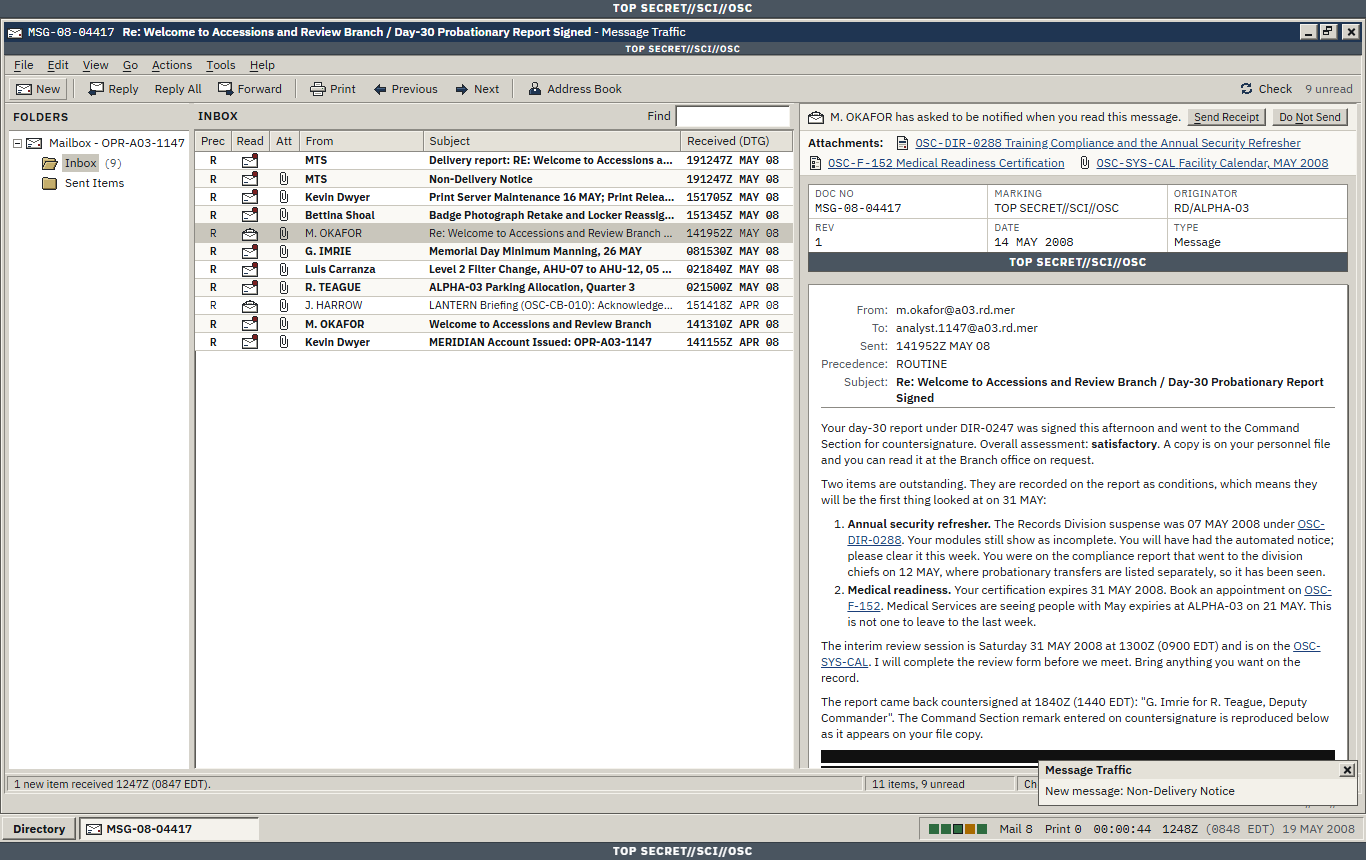 TOP SECRET//SCI//OSC
MSG-08-04417 Re: Welcome to Accessions and Review Branch / Day-30 Probationary Report Signed - Message Traffic
TOP SECRET//SCI//OSC
File Edit View Go Actions Tools Help
New Reply Reply All Forward Print Previous Next Address Book Check 9 unread
FOLDERS
Mailbox - OPR-A03-1147
Inbox (9)
Sent Items
INBOX Find
Prec Read Att From Subject Received (DTG)
R MTS Delivery report: RE: Welcome to Accessions a... 191247Z MAY 08
R MTS Non-Delivery Notice 191247Z MAY 08
R Kevin Dwyer Print Server Maintenance 16 MAY; Print Relea... 151705Z MAY 08
R Bettina Shoal Badge Photograph Retake and Locker Reassig... 151345Z MAY 08
R M. OKAFOR Re: Welcome to Accessions and Review Branch ... 141952Z MAY 08
R G. IMRIE Memorial Day Minimum Manning, 26 MAY 081530Z MAY 08
R Luis Carranza Level 2 Filter Change, AHU-07 to AHU-12, 05 ... 021840Z MAY 08
R R. TEAGUE ALPHA-03 Parking Allocation, Quarter 3 021500Z MAY 08
R J. HARROW LANTERN Briefing (OSC-CB-010): Acknowledge... 151418Z APR 08
R M. OKAFOR Welcome to Accessions and Review Branch 141310Z APR 08
R Kevin Dwyer MERIDIAN Account Issued: OPR-A03-1147 141155Z APR 08
M. OKAFOR has asked to be notified when you read this message. Send Receipt Do Not Send
Attachments: OSC-DIR-0288 Training Compliance and the Annual Security Refresher
OSC-F-152 Medical Readiness Certification OSC-SYS-CAL Facility Calendar, MAY 2008
DOC NO MARKING ORIGINATOR
MSG-08-04417 TOP SECRET//SCI//OSC RD/ALPHA-03
REV DATE TYPE
1 14 MAY 2008 Message
TOP SECRET//SCI//OSC
From: m.okafor@a03.rd.mer
To: analyst.1147@a03.rd.mer
Sent: 141952Z MAY 08
Precedence: ROUTINE
Subject: Re: Welcome to Accessions and Review Branch / Day-30 Probationary Report
Signed
Your day-30 report under DIR-0247 was signed this afternoon and went to the Command
Section for countersignature. Overall assessment: satisfactory. A copy is on your personnel file
and you can read it at the Branch office on request.
Two items are outstanding. They are recorded on the report as conditions, which means they
will be the first thing looked at on 31 MAY:
1. Annual security refresher. The Records Division suspense was 07 MAY 2008 under OSC-
DIR-0288. Your modules still show as incomplete. You will have had the automated notice;
please clear it this week. You were on the compliance report that went to the division
chiefs on 12 MAY, where probationary transfers are listed separately, so it has been seen.
2. Medical readiness. Your certification expires 31 MAY 2008. Book an appointment on OSC-
F-152. Medical Services are seeing people with May expiries at ALPHA-03 on 21 MAY. This
is not one to leave to the last week.
The interim review session is Saturday 31 MAY 2008 at 1300Z (0900 EDT) and is on the OSC-
SYS-CAL. I will complete the review form before we meet. Bring anything you want on the
record.
The report came back countersigned at 1840Z (1440 EDT): "G. Imrie for R. Teague, Deputy
Commander". The Command Section remark entered on countersignature is reproduced below
as it appears on your file copy.
Message Traffic
New message: Non-Delivery Notice
1 new item received 1247Z (0847 EDT). 11 items, 9 unread Ch
Directory MSG-08-04417 Mail 8 Print 0 00:00:44 1248Z (0848 EDT) 19 MAY 2008
TOP SECRET//SCI//OSC